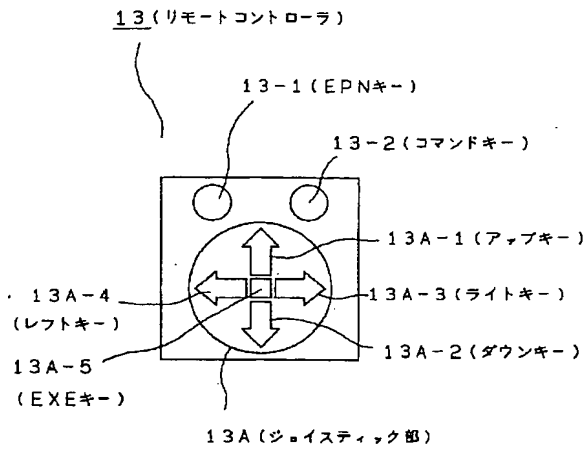 13(リモートコントローラ)
13-1(EPNキー)
13-2(コマンドキー)
13A-1(アップキー)
13A-4
(レフトキー)
13A-3(ライトキー)
13A-2(ダウンキー)
13A-5
(EXEキー)
13A(ジョイスティック部)